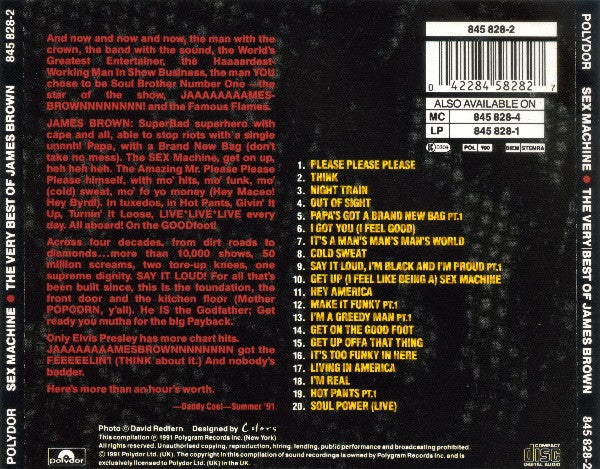 POLYDOR SEX MACHINE • THE VERY BEST OF JAMES BROWN 845 828-2
And now and now and now, the man with the
crown, the band with the sound, the World's
Greatest Entertainer, the Haaaardest
Working Man in Show Business, the man YOU
chose to be Soul Brother Number One —the
star of the show, JAAAAAAAAMES
BROWNNNNNNNN! and the Famous Flames.
JAMES BROWN: SuperBad superhero with
cape and all, able to stop riots with a single
unnnh! 'Papa, with a Brand New Bag (don't
take no mess). The SEX Machine, get on up,
heh heh heh. The Amazing Mr. Please Please
Please himself, with mo' hits, mo' funk, mo'
(cold) sweat, mo' fo yo money (Hey Maceo!
Hey Byrd!). In tuxedos, in Hot Pants, Givin' It
Up, Turnin' it Loose, LIVE*LIVE*LIVE every
day. All aboard! On the GOODfoot!
Across four decades, from dirt roads to
diamonds...more than 10,000 shows, 50
million screams, two tore-up knees, one
supreme dignity. SAY IT LOUD! For all that's
been built since, this is the foundation, the
front door and the kitchen floor (Mother
POPCORN, y'all). He IS the Godfather; Get
ready you mutha for the big Payback.
Only Elvis Presley has more chart hits.
JAAAAAAAAMESBROWNNNNNNNN got the
FÉEEEELIN'! (THINK about it.) And nobody's
badder.
Here's more than an hour's worth.
—Daddy Cool—Summer '91
Photo © David Redfern Designed by Colors
This compilation ℗ 1991 Polygram Records Inc. (New York)
All rights reserved. Unauthorised copying, reproduction, hiring, lending, public performance and broadcasting prohibited.
© 1991 Polydor Ltd. (UK). The copyright in this sound recording is owned by Polygram Records Inc. and is
exclusively licensed to Polydor Ltd. in the UK.
polydor
845 828-2
0 42284 58282 7
ALSO AVAILABLE ON
MC 845 828-4
LP 845 828-1
POL 900 BIEM STEMRA
1. PLEASE PLEASE PLEASE
2. THINK
3. NIGHT TRAIN
4. OUT OF SIGHT
5. PAPA'S GOT A BRAND NEW BAG PT.1
6. I GOT YOU (I FEEL GOOD)
7. IT'S A MAN'S MAN'S MAN'S WORLD
8. COLD SWEAT
9. SAY IT LOUD, I'M BLACK AND I'M PROUD PT.1
10. GET UP (I FEEL LIKE BEING A) SEX MACHINE
11. HEY AMERICA
12. MAKE IT FUNKY PT.1
13. I'M A GREEDY MAN PT.1
14. GET ON THE GOOD FOOT
15. GET UP OFFA THAT THING
16. IT'S TOO FUNKY IN HERE
17. LIVING IN AMERICA
18. I'M REAL
19. HOT PANTS PT.1
20. SOUL POWER (LIVE)
COMPACT
disc
DIGITAL AUDIO
POLYDOR SEX MACHINE • THE VERY BEST OF JAMES BROWN 845 828-2